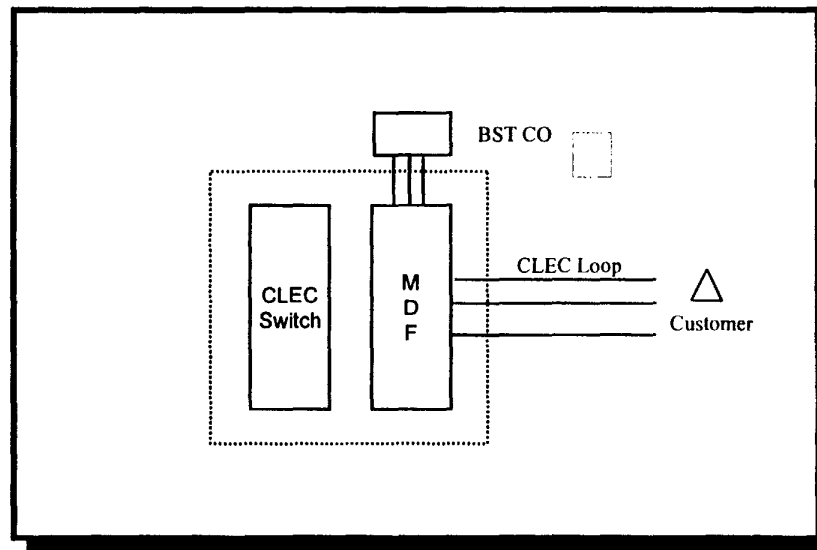 BST CO
CLEC Loop
CLEC
Switch
M
D
F
Customer